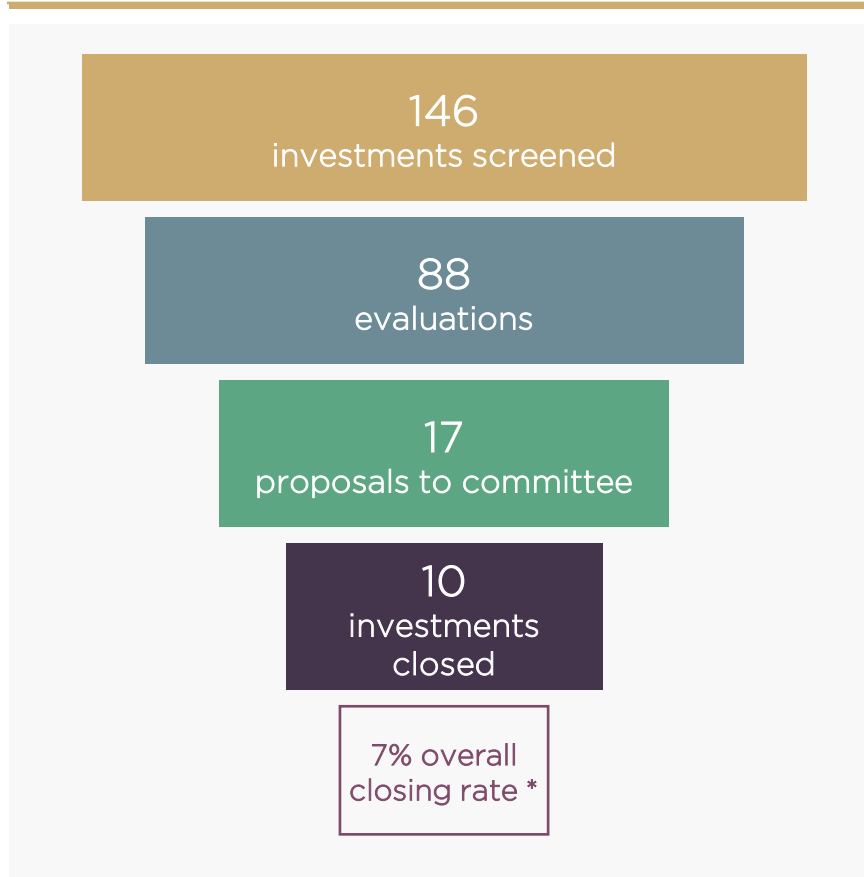 146
investments screened
88
evaluations
17
proposals to committee
10
investments
closed
7% overall
closing rate *